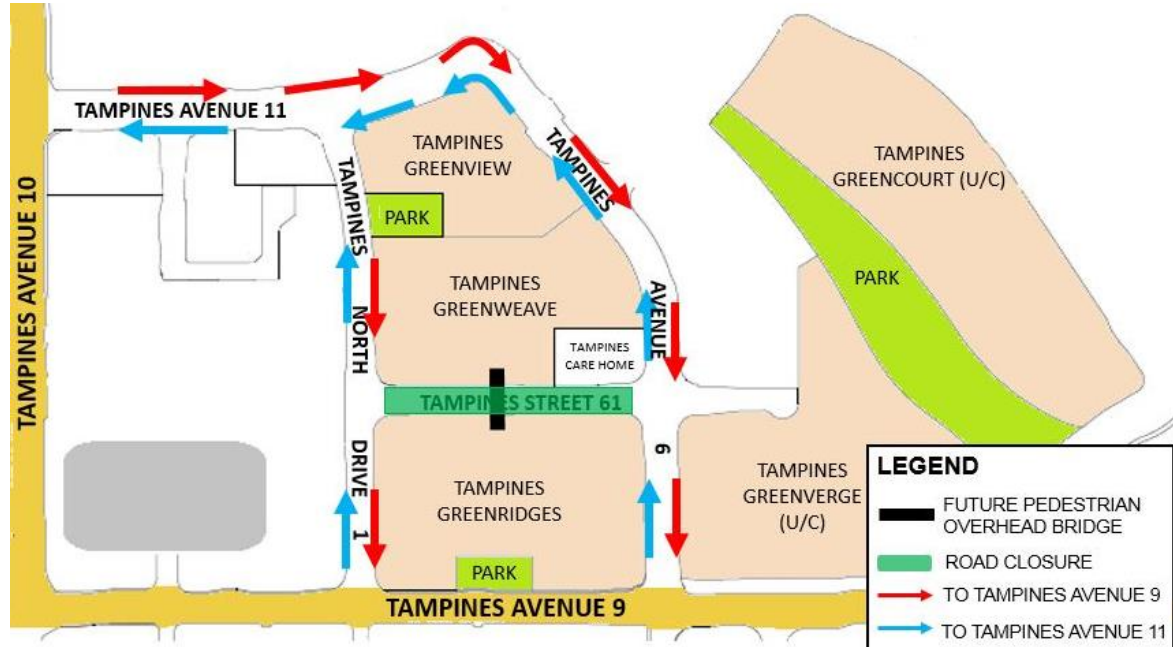 TAMPINES AVENUE 11
TAMPINES AVENUE 10
TAMPINES
GREENVIEW
TAMPINES
GREENCOURT (U/C)
TAMPINES
NORTH
DRIVE
1
TAMPINES
AVENUE
6
PARK
PARK
TAMPINES
GREENWEAVE
TAMPINES
CARE HOME
TAMPINES STREET 61
TAMPINES
GREENRIDGES
TAMPINES
GREENVERGE
(U/C)
PARK
TAMPINES AVENUE 9
LEGEND
FUTURE PEDESTRIAN
OVERHEAD BRIDGE
ROAD CLOSURE
TO TAMPINES AVENUE 9
TO TAMPINES AVENUE 11